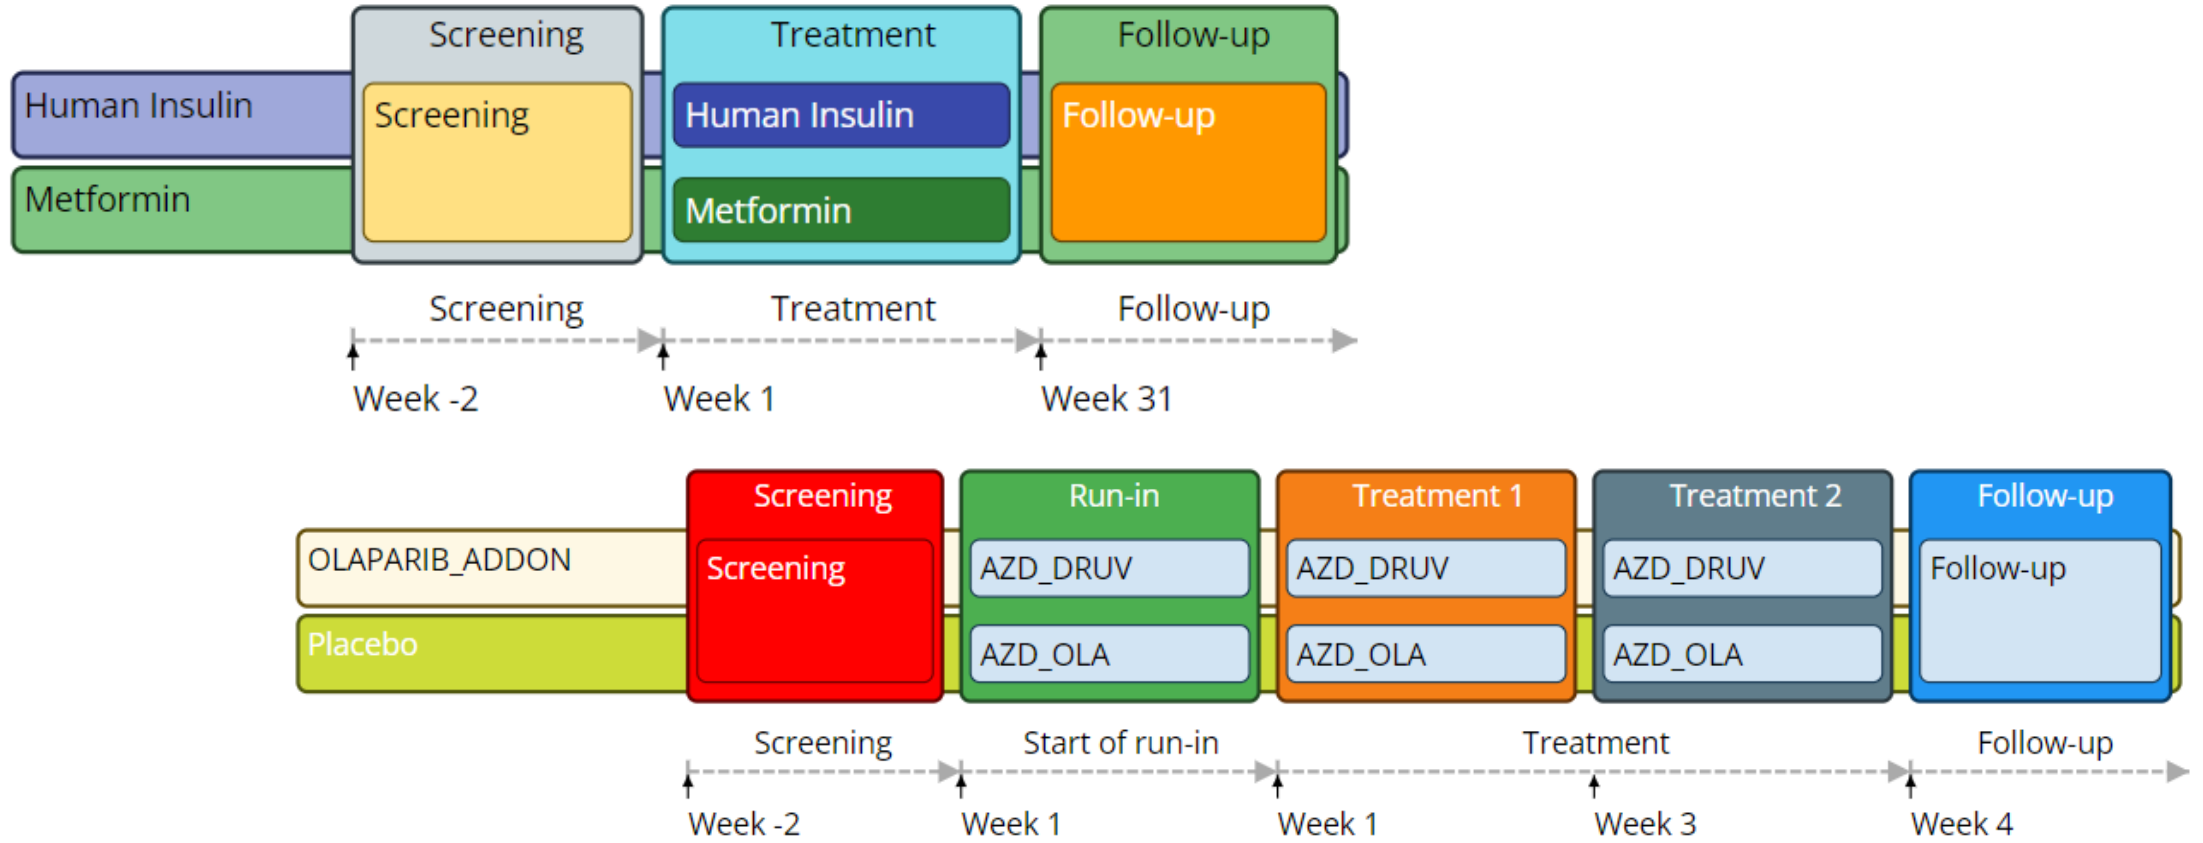 Screening
Treatment
Follow-up
Human Insulin
Screening
Human Insulin
Follow-up
Metformin
Metformin
Screening
Treatment
Follow-up
Week -2
Week 1
Week 31
Screening
Run-in
Treatment 1
Treatment 2
Follow-up
OLAPARIB_ADDON
Screening
AZD_DRUV
AZD_DRUV
AZD_DRUV
Follow-up
Placebo
AZD_OLA
AZD_OLA
AZD_OLA
Screening
Start of run-in
Treatment
Follow-up
Week -2
Week 1
Week 1
Week 3
Week 4